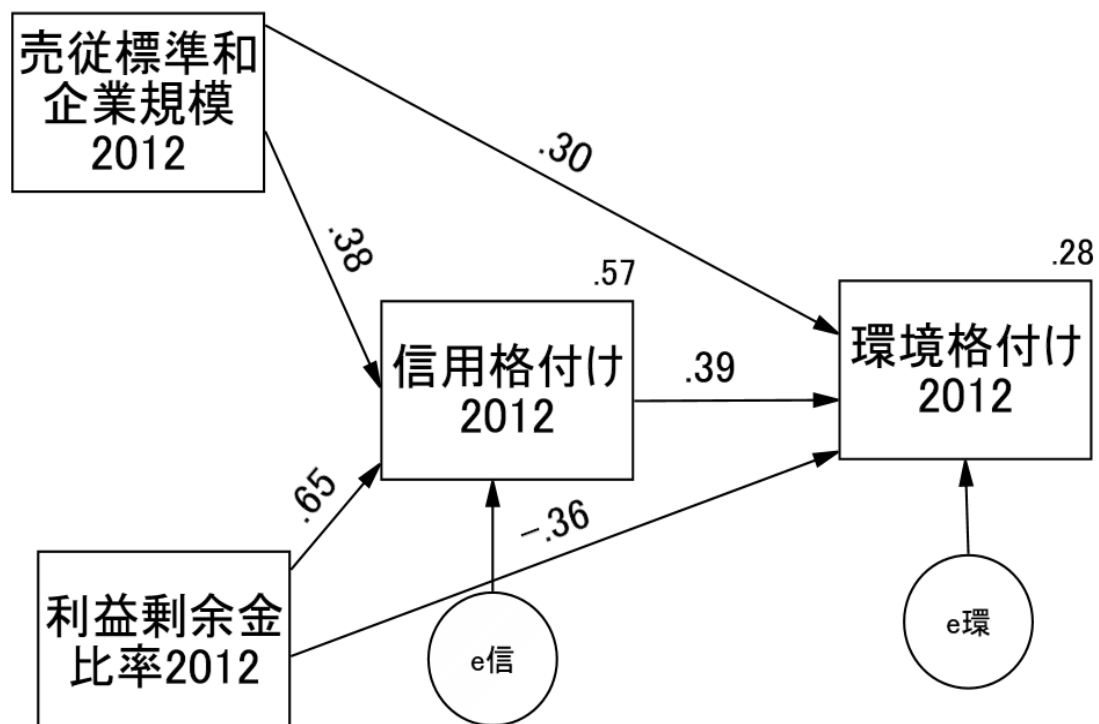 売従標準和
企業規模
2012
.30
.38
.57
.28
信用格付け
2012
.39
環境格付け
2012
.65
-.36
利益剰余金
比率2012
e信
e環